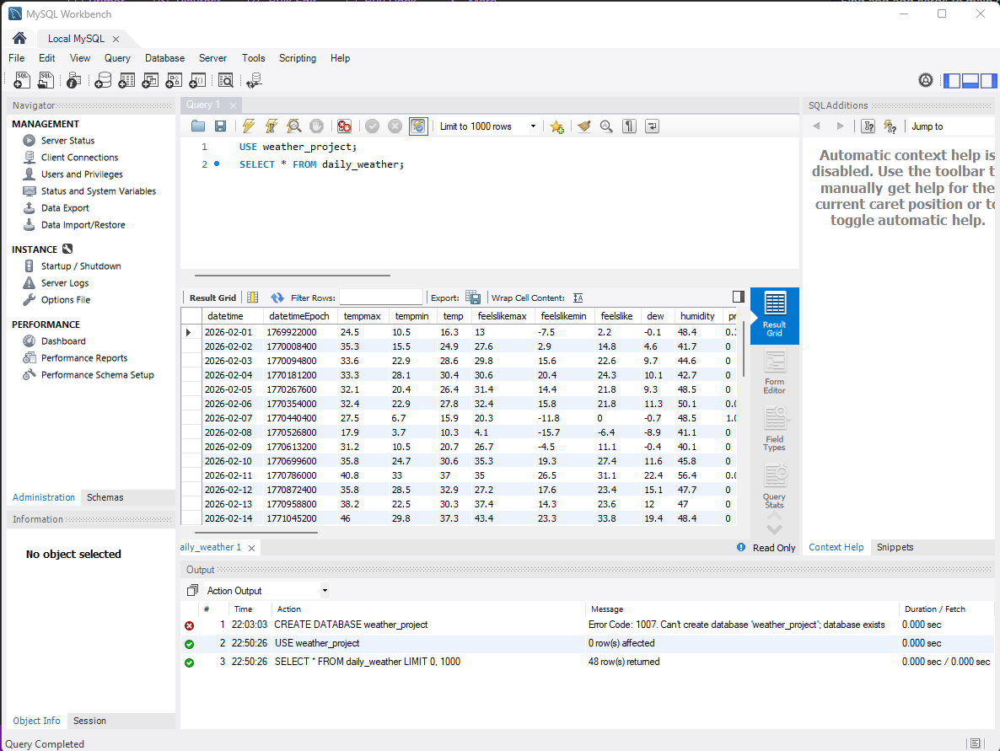 MySQL Workbench
Local MySQL
File Edit View Query Database Server Tools Scripting Help
Navigator
MANAGEMENT
Server Status
Client Connections
Users and Privileges
Status and System Variables
Data Export
Data Import/Restore
INSTANCE
Startup / Shutdown
Server Logs
Options File
PERFORMANCE
Dashboard
Performance Reports
Performance Schema Setup
Administration Schemas
Information
No object selected
Object Info Session
Query Completed
Query 1
Limit to 1000 rows
1 USE weather_project;
2 SELECT * FROM daily_weather;
Result Grid Filter Rows: Export: Wrap Cell Content:
datetime datetimeEpoch tempmax tempmin temp feelslikemax feelslikemin feelslike dew humidity pr
2026-02-01 1769922000 24.5 10.5 16.3 13 -7.5 2.2 -0.1 48.4 0.3
2026-02-02 1770008400 35.3 15.5 24.9 27.6 2.9 14.8 4.6 41.7 0
2026-02-03 1770094800 33.6 22.9 28.6 29.8 15.6 22.6 9.7 44.6 0
2026-02-04 1770181200 33.3 28.1 30.4 30.6 20.4 24.3 10.1 42.7 0
2026-02-05 1770267600 32.1 20.4 26.4 31.4 14.4 21.8 9.3 48.5 0
2026-02-06 1770354000 32.4 22.9 27.8 32.4 15.8 21.8 11.3 50.1 0.0
2026-02-07 1770440400 27.5 6.7 15.9 20.3 -11.8 0 -0.7 48.5 1.0
2026-02-08 1770526800 17.9 3.7 10.3 4.1 -15.7 -6.4 -8.9 41.1 0
2026-02-09 1770613200 31.2 10.5 20.7 26.7 -4.5 11.1 -0.4 40.1 0
2026-02-10 1770699600 35.8 24.7 30.6 35.3 19.3 27.4 11.6 45.8 0
2026-02-11 1770786000 40.8 33 37 35 26.5 31.1 22.4 56.4 0.0
2026-02-12 1770872400 35.8 28.5 32.9 27.2 17.6 23.4 15.1 47.7 0
2026-02-13 1770958800 38.2 22.5 30.3 37.4 14.3 23.6 12 47 0
2026-02-14 1771045200 46 29.8 37.3 43.4 23.3 33.8 19.4 48.4 0
Result
Grid
Form
Editor
Field
Types
Query
Stats
aily_weather 1
Read Only
SQLAdditions
Jump to
Automatic context help is
disabled. Use the toolbar t
manually get help for the
current caret position or to
toggle automatic help.
Context Help Snippets
Output
Action Output
# Time Action Message Duration / Fetch
1 22:03:03 CREATE DATABASE weather_project Error Code: 1007. Can't create database 'weather_project'; database exists 0.000 sec
2 22:50:26 USE weather_project 0 row(s) affected 0.000 sec
3 22:50:26 SELECT * FROM daily_weather LIMIT 0, 1000 48 row(s) returned 0.000 sec / 0.000 sec